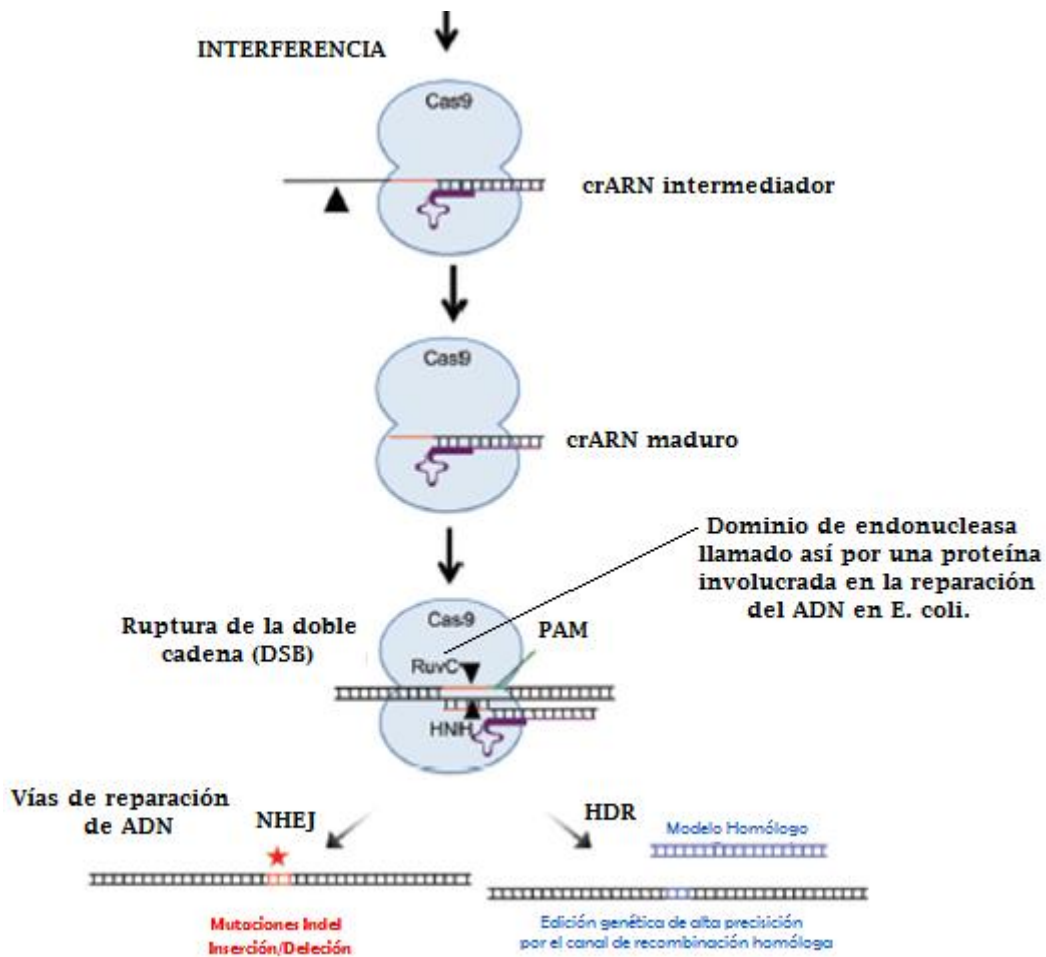 INTERFERENCIA
Cas9
crARN intermediador
Cas9
crARN maduro
Dominio de endonucleasa
llamado así por una proteína
involucrada en la reparación
del ADN en E. coli.
Ruptura de la doble
cadena (DSB)
Cas9
PAM
RuvC
HNH
Vías de reparación
de ADN
NHEJ
HDR
Modelo Homólogo
Mutaciones Indel
Inserción/Deleción
Edición genética de alta precisición
por el canal de recombinación homóloga